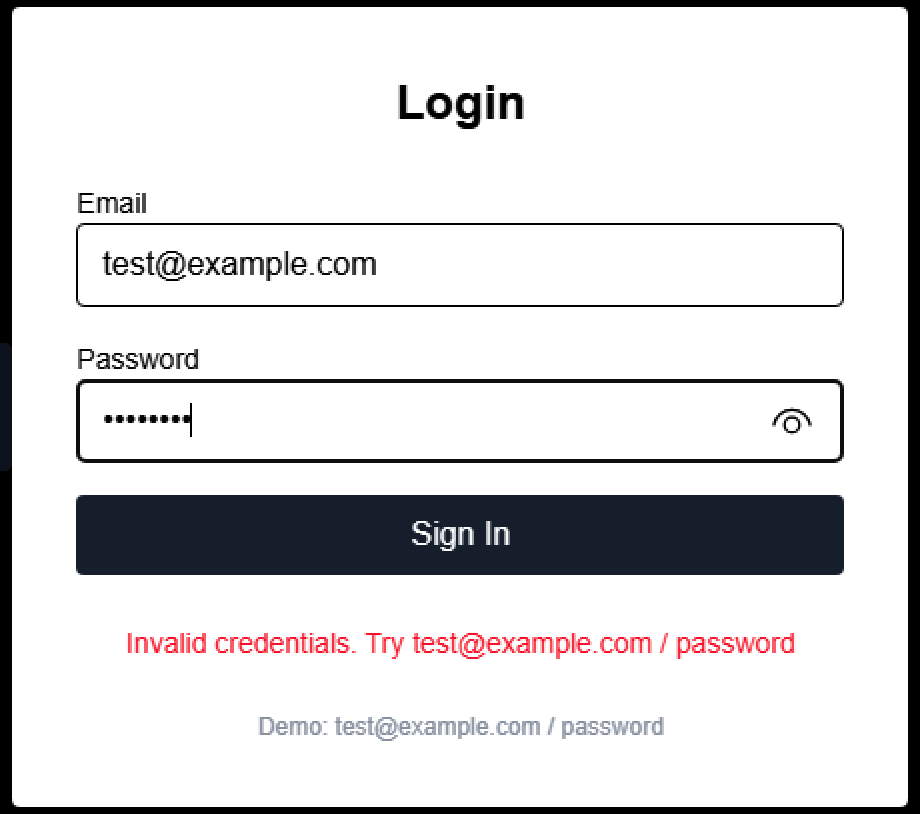 Login
Email
test@example.com
Password
••••••••
Sign In
Invalid credentials. Try test@example.com / password
Demo: test@example.com / password